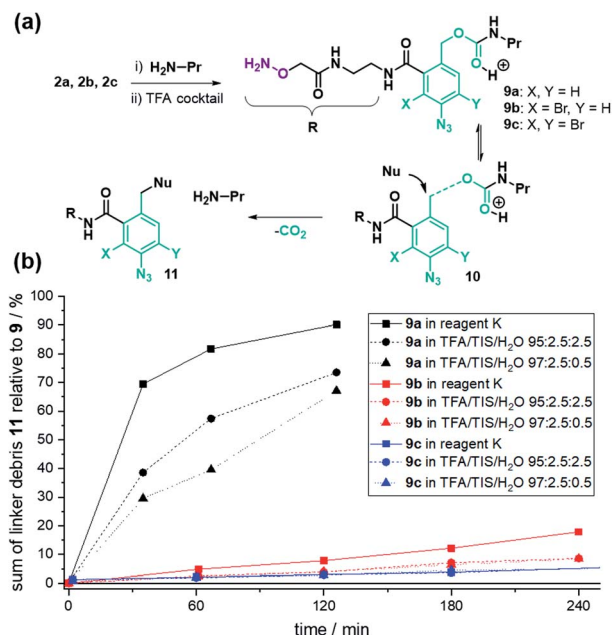 (a)
2a, 2b, 2c
i) H₂N–Pr
ii) TFA cocktail
H₂N
O
O
N
H
H
N
O
X
Y
N₃
R
O
H
N
Pr
O
H
⊕
9a: X, Y = H
9b: X = Br, Y = H
9c: X, Y = Br
Nu
O
R
N
H
X
Y
N₃
11
H₂N–Pr
-CO₂
Nu
O
R
N
H
X
Y
N₃
10
O
H
N
Pr
O
H
⊕
(b)
sum of linker debris 11 relative to 9 / %
100
90
80
70
60
50
40
30
20
10
0
0
60
120
180
240
time / min
9a in reagent K
9a in TFA/TIS/H₂O 95:2.5:2.5
9a in TFA/TIS/H₂O 97:2.5:0.5
9b in reagent K
9b in TFA/TIS/H₂O 95:2.5:2.5
9b in TFA/TIS/H₂O 97:2.5:0.5
9c in reagent K
9c in TFA/TIS/H₂O 95:2.5:2.5
9c in TFA/TIS/H₂O 97:2.5:0.5